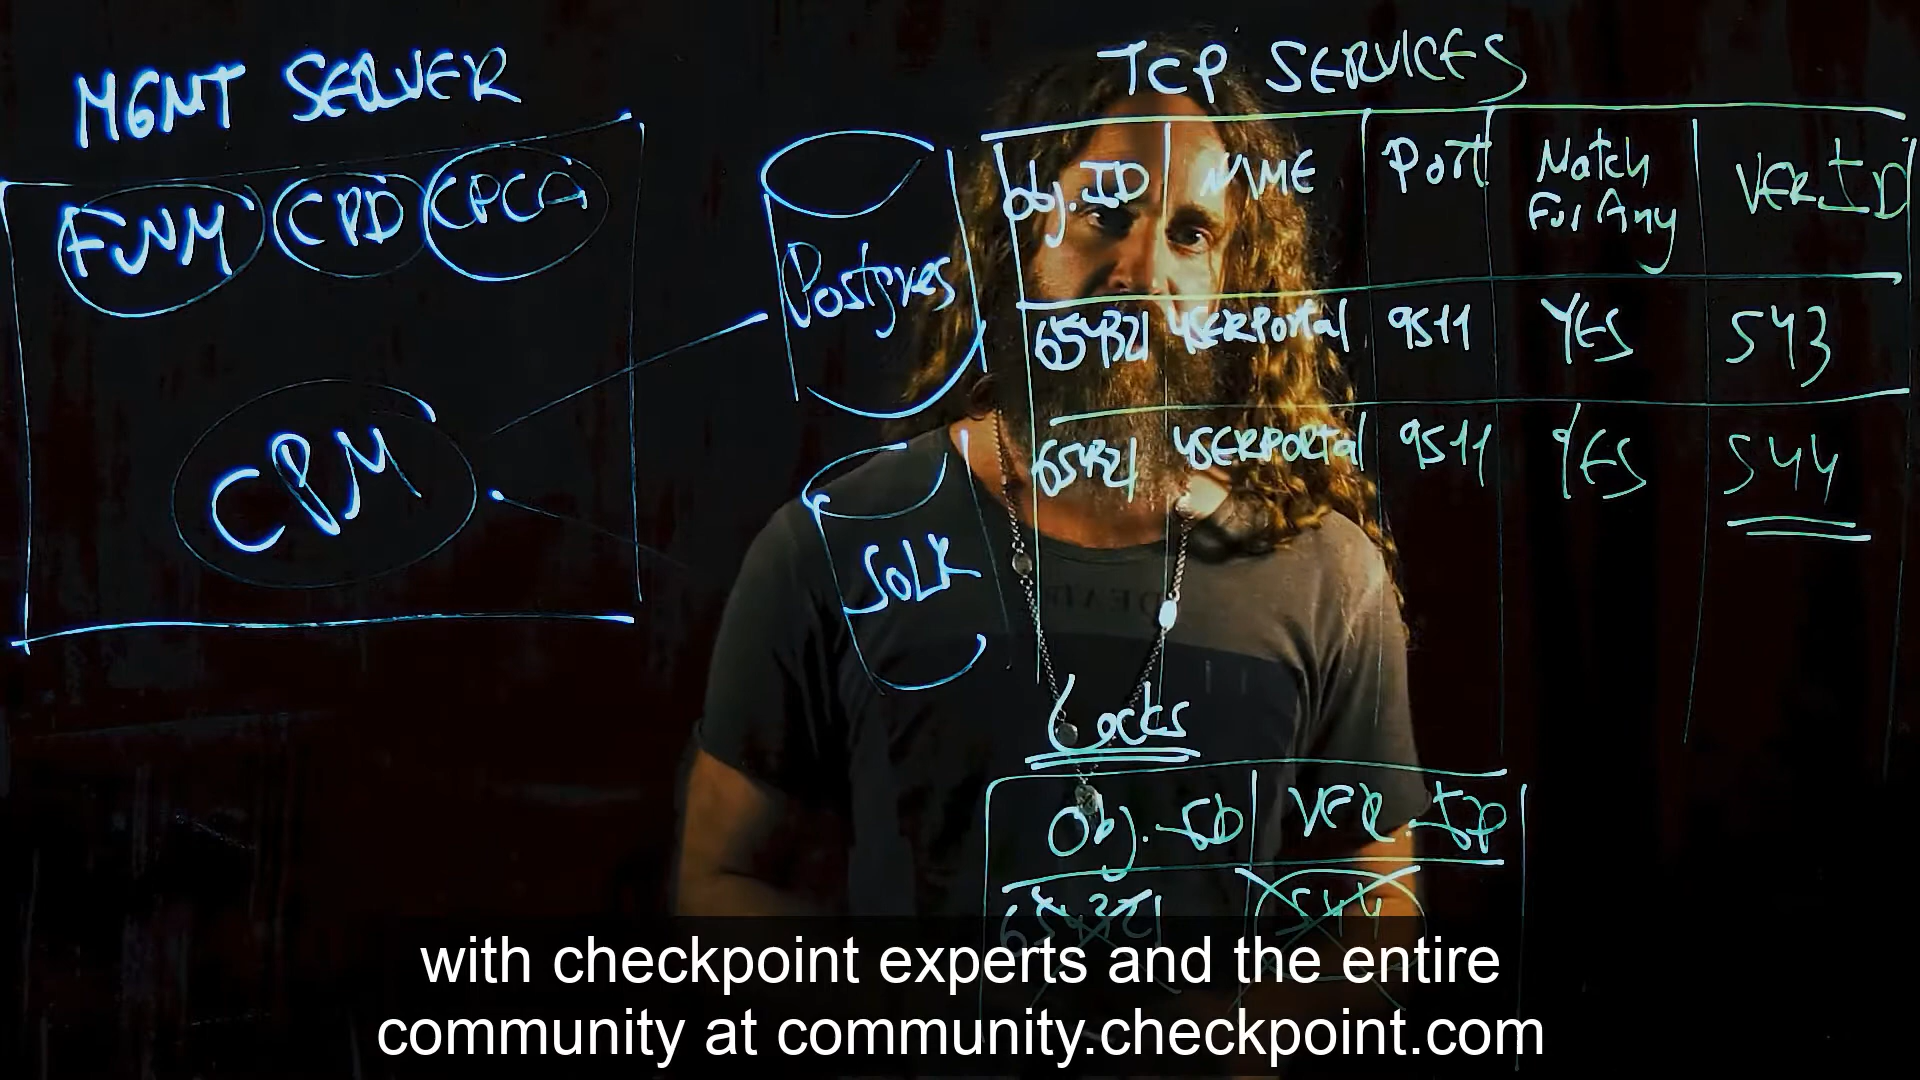 MGMT SERVER
FWM CPD CPCA
CPM
Postgres
SOLR
TCP SERVICES
Obj.ID NAME Port Match For Any VER.ID
654321 USERPortal 9511 YES 543
654321 USERPORTal 9511 YES 544
Locks
Obj.ID VER.ID
654321 544
with checkpoint experts and the entire
community at community.checkpoint.com